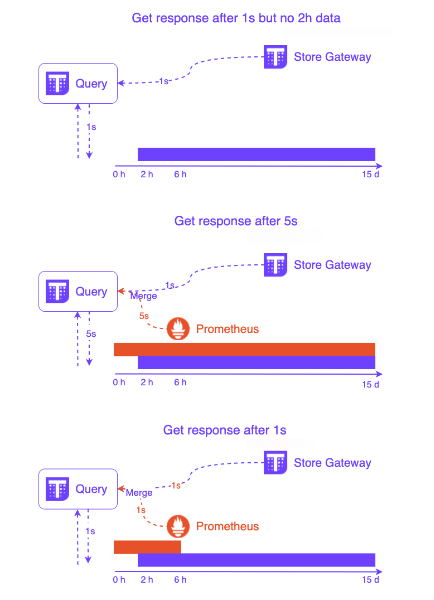 Get response after 1s but no 2h data
Store Gateway
Query
1s
1s
0 h 2 h 6 h 15 d
Get response after 5s
Store Gateway
Query
1s
Merge
5s
Prometheus
5s
0 h 2 h 6 h 15 d
Get response after 1s
Store Gateway
Query
1s
Merge
1s
Prometheus
1s
0 h 2 h 6 h 15 d